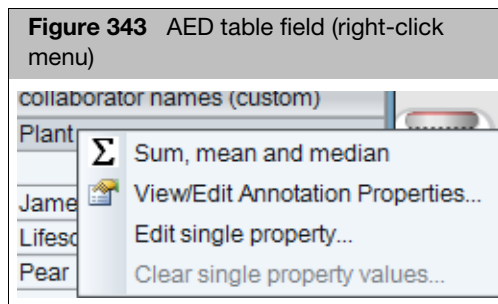 Figure 343 AED table field (right-click
menu)
collaborator names (custom)
Plant
Σ Sum, mean and median
Jame
View/Edit Annotation Properties...
Lifesc
Edit single property...
Pear
Clear single property values...